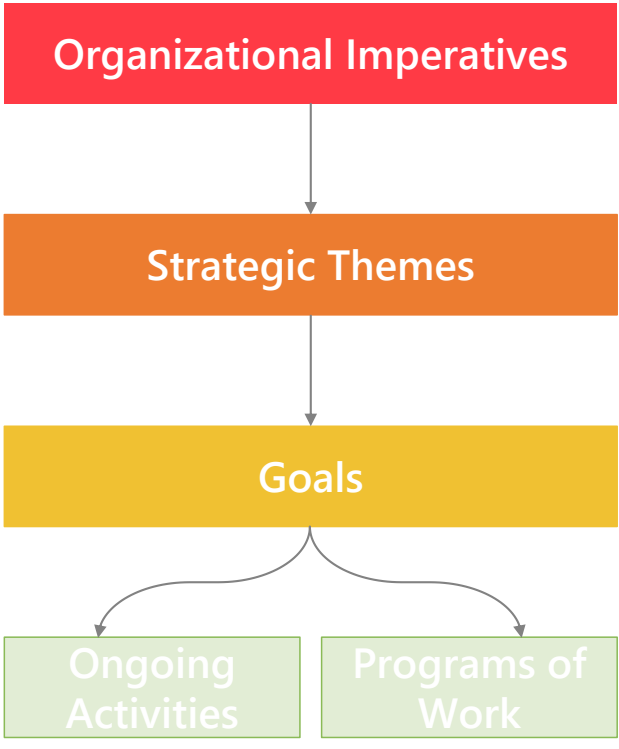 Organizational Imperatives
Strategic Themes
Goals
Ongoing
Activities
Programs of
Work